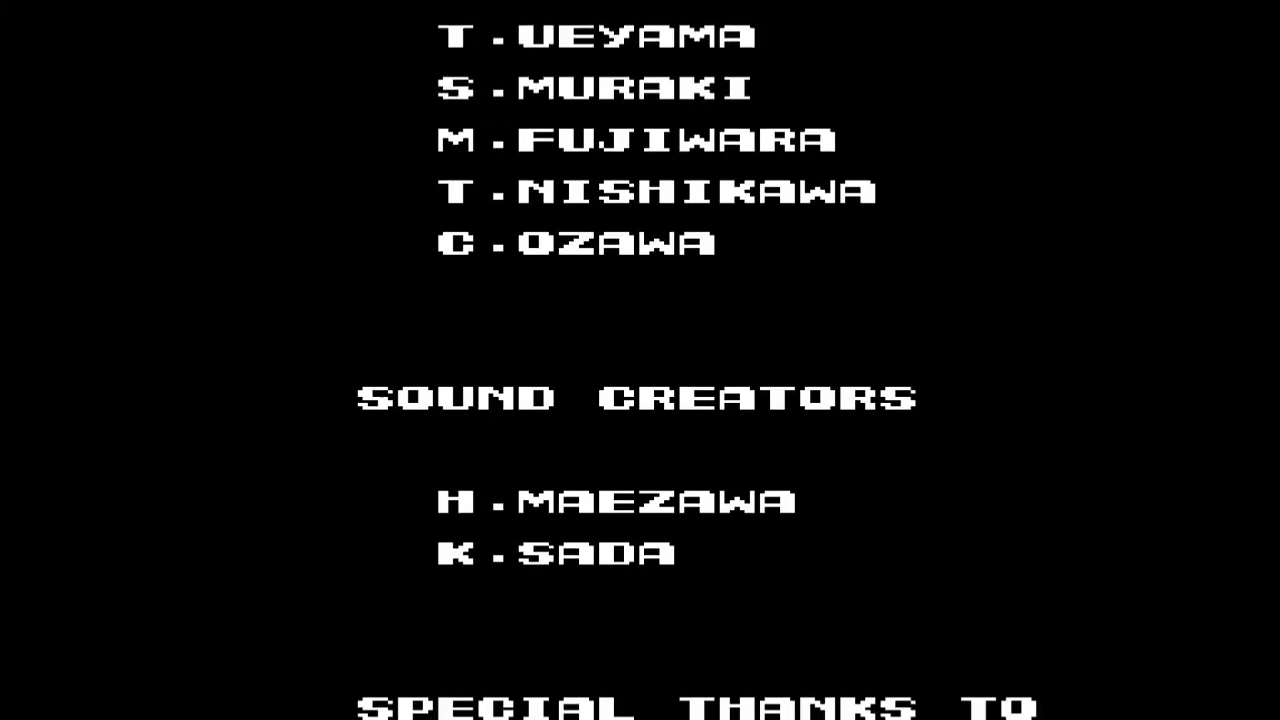 T.UEYAMA
S.MURAKI
M.FUJIWARA
T.NISHIKAWA
C.OZAWA
SOUND CREATORS
H.MAEZAWA
K.SADA
SPECIAL THANKS TO